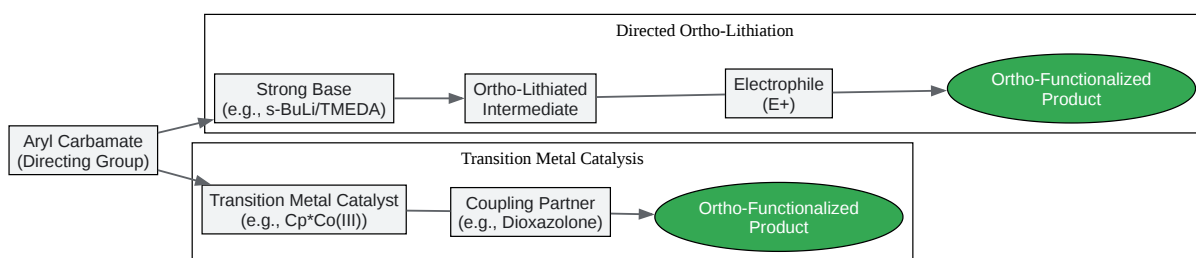 Directed Ortho-Lithiation
Aryl Carbamate
(Directing Group)
Strong Base
(e.g., s-BuLi/TMEDA)
Ortho-Lithiated
Intermediate
Electrophile
(E+)
Ortho-Functionalized
Product
Transition Metal Catalysis
Transition Metal Catalyst
(e.g., Cp*Co(III))
Coupling Partner
(e.g., Dioxazolone)
Ortho-Functionalized
Product